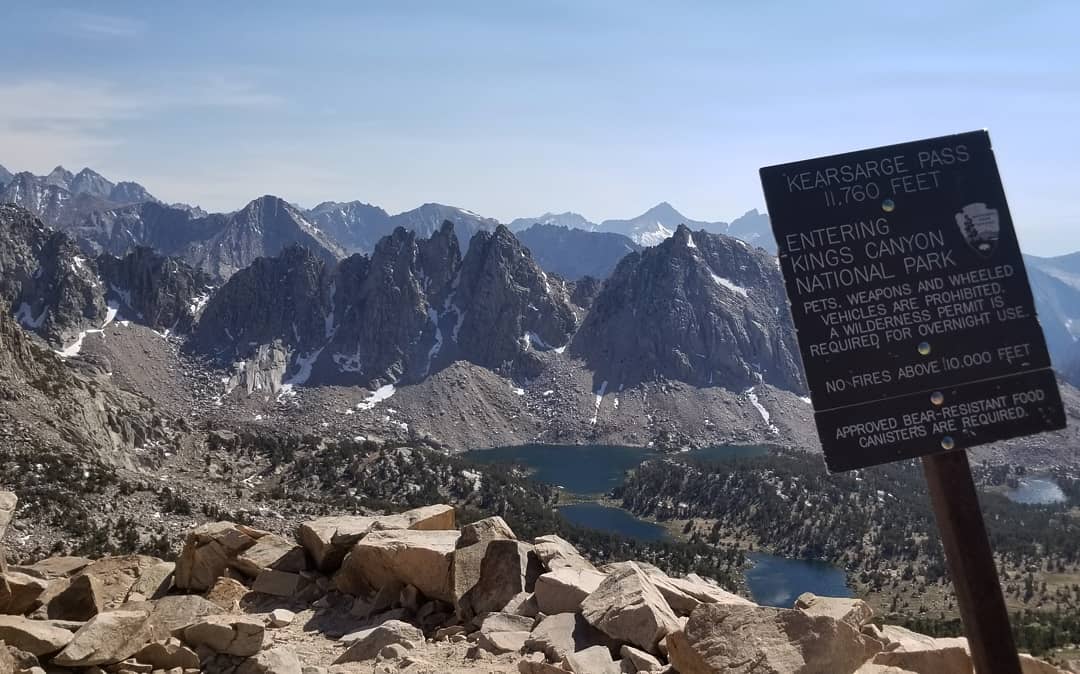 KEARSARGE PASS
11,760 FEET
ENTERING
KINGS CANYON
NATIONAL PARK
PETS, WEAPONS AND WHEELED
VEHICLES ARE PROHIBITED.
A WILDERNESS PERMIT IS
REQUIRED FOR OVERNIGHT USE.
NO FIRES ABOVE 10,000 FEET
APPROVED BEAR-RESISTANT FOOD
CANISTERS ARE REQUIRED.